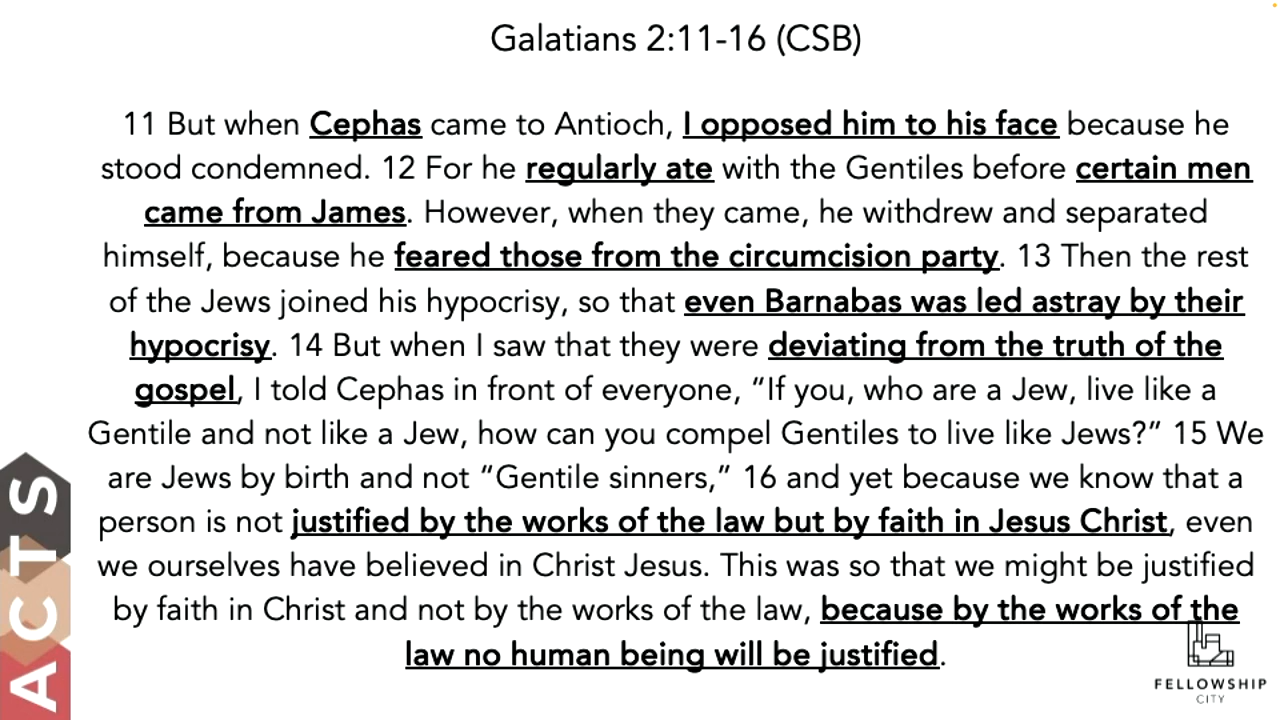 Galatians 2:11-16 (CSB)
11 But when Cephas came to Antioch, I opposed him to his face because he
stood condemned. 12 For he regularly ate with the Gentiles before certain men
came from James. However, when they came, he withdrew and separated
himself, because he feared those from the circumcision party. 13 Then the rest
of the Jews joined his hypocrisy, so that even Barnabas was led astray by their
hypocrisy. 14 But when I saw that they were deviating from the truth of the
gospel, I told Cephas in front of everyone, “If you, who are a Jew, live like a
Gentile and not like a Jew, how can you compel Gentiles to live like Jews?” 15 We
are Jews by birth and not “Gentile sinners,” 16 and yet because we know that a
person is not justified by the works of the law but by faith in Jesus Christ, even
we ourselves have believed in Christ Jesus. This was so that we might be justified
by faith in Christ and not by the works of the law, because by the works of the
law no human being will be justified.
ACTS
FELLOWSHIP
CITY